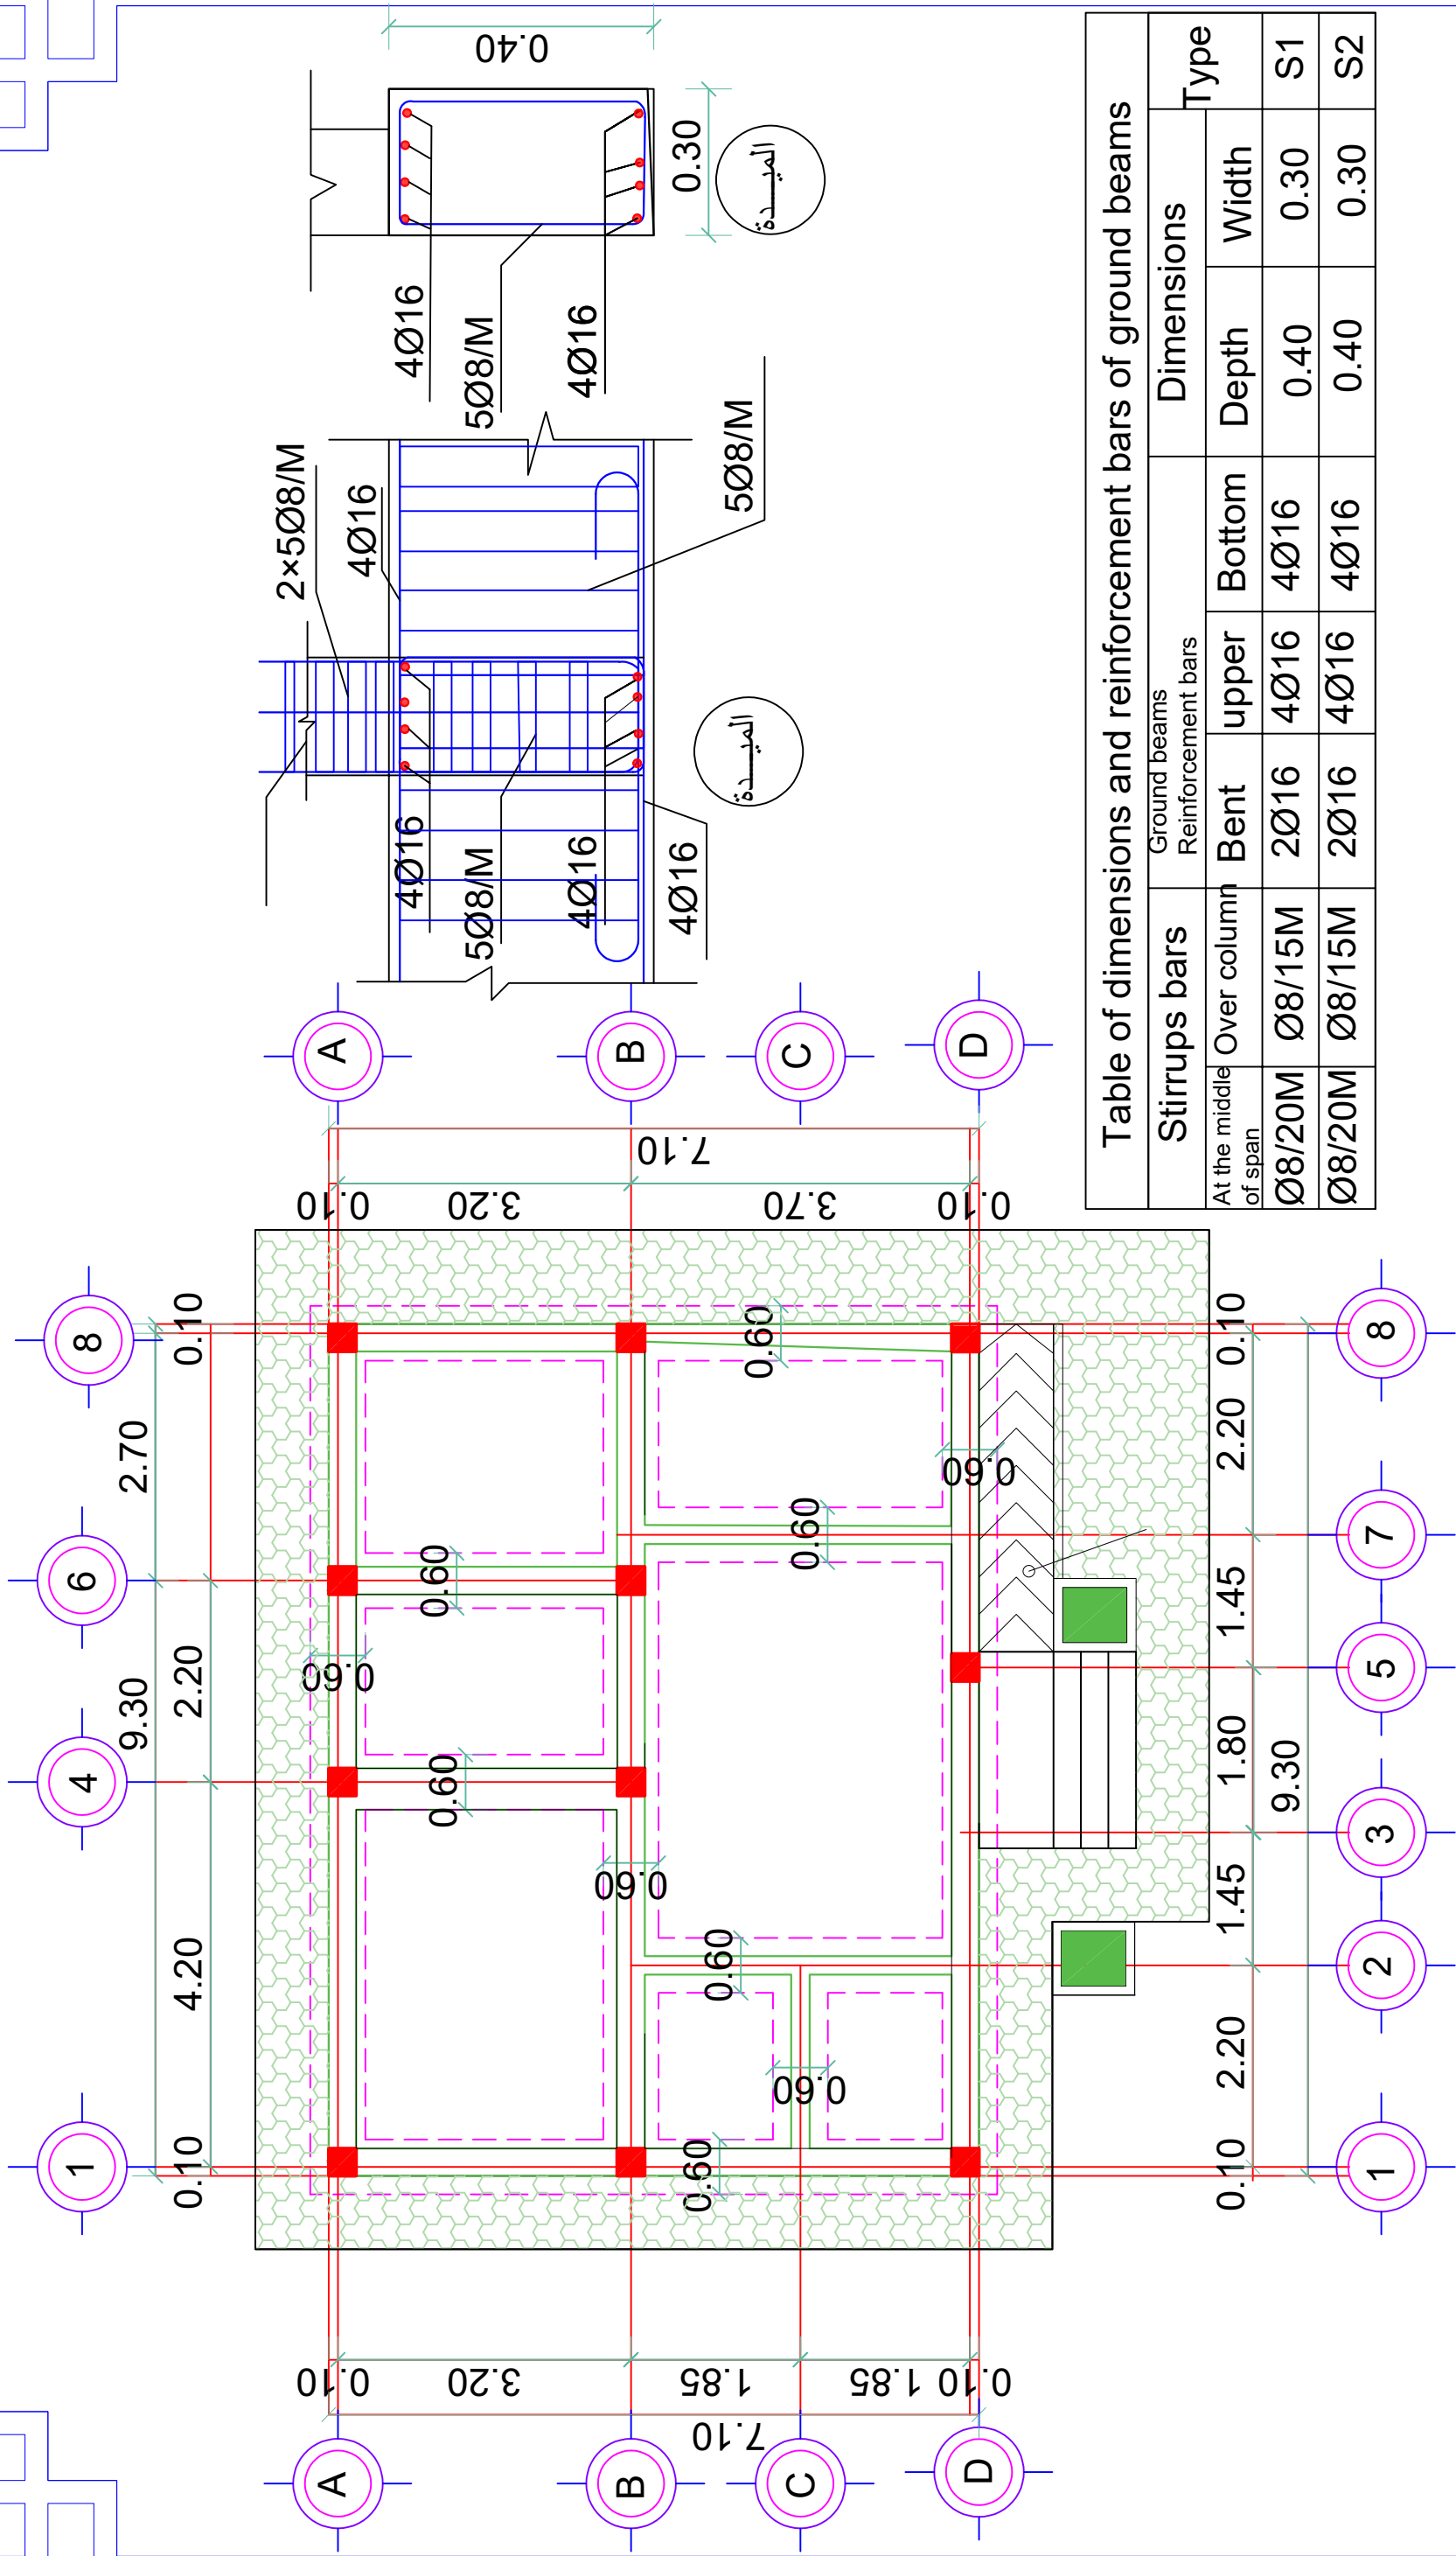 1
4
6
8
9.30
0.10
4.20
2.20
2.70
0.10
A
B
C
D
7.10
0.10
3.20
1.85
1.85
0.10
0.60
0.60
0.60
0.60
0.60
0.60
0.60
0.60
0.60
0.60
7.10
0.10
3.20
3.70
0.10
A
B
C
D
0.10
2.20
1.45
1.80
1.45
2.20
0.10
9.30
1
2
3
5
7
8
2×5Ø8/M
4Ø16
4Ø16
5Ø8/M
4Ø16
4Ø16
5Ø8/M
الميدة
4Ø16
5Ø8/M
4Ø16
0.40
0.30
الميدة
Table of dimensions and reinforcement bars of ground beams
Stirrups bars
Ground beams
Reinforcement bars
Dimensions
Type
At the middle
of span
Over column
Bent
upper
Bottom
Depth
Width
Ø8/20M Ø8/15M 2Ø16 4Ø16 4Ø16 0.40 0.30 S1
Ø8/20M Ø8/15M 2Ø16 4Ø16 4Ø16 0.40 0.30 S2